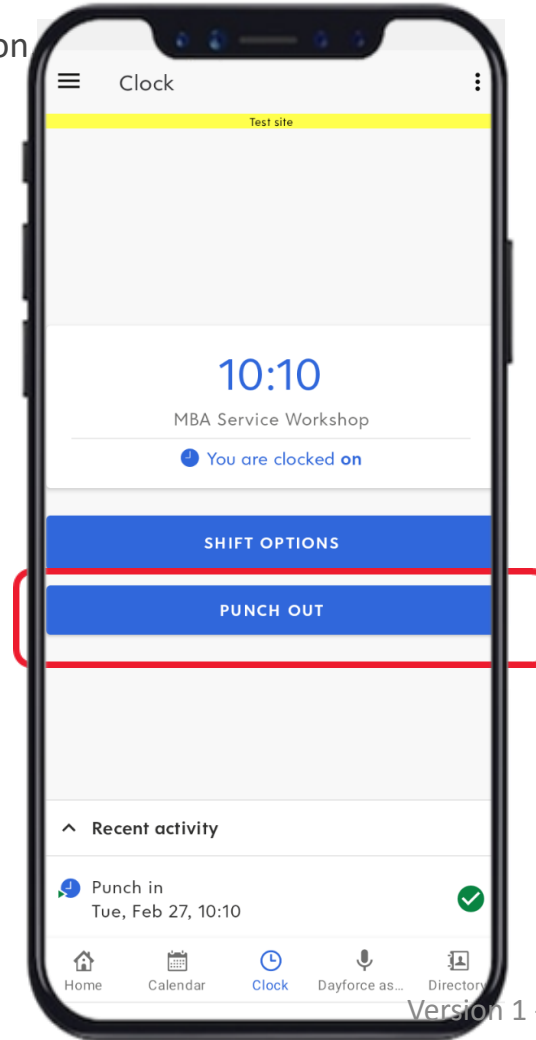 on
Clock
Test site
10:10
MBA Service Workshop
You are clocked on
SHIFT OPTIONS
PUNCH OUT
Recent activity
Punch in
Tue, Feb 27, 10:10
Home Calendar Clock Dayforce as... Directory
Version 1 -